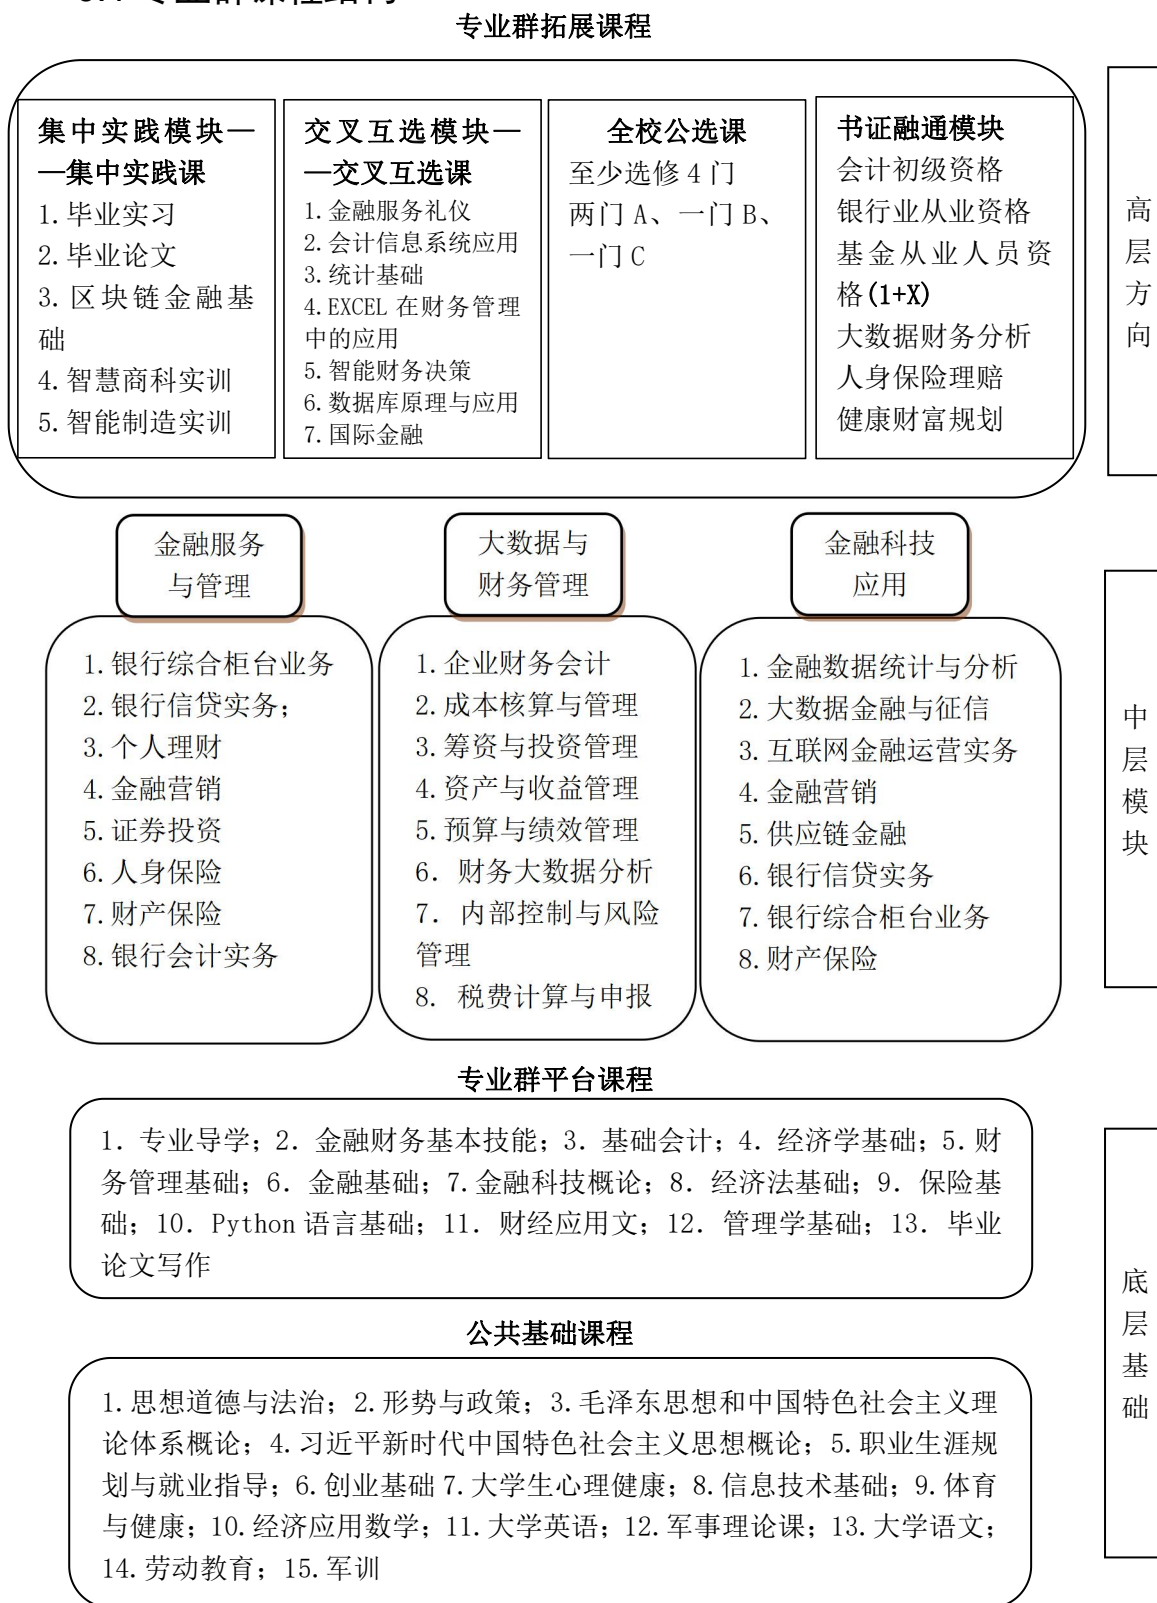 专业群拓展课程
集中实践模块—
—集中实践课
1.毕业实习
2.毕业论文
3.区块链金融基
础
4.智慧商科实训
5.智能制造实训
交叉互选模块—
—交叉互选课
1.金融服务礼仪
2.会计信息系统应用
3.统计基础
4.EXCEL 在财务管理
中的应用
5.智能财务决策
6.数据库原理与应用
7.国际金融
全校公选课
至少选修 4 门
两门 A、一门 B、
一门 C
书证融通模块
会计初级资格
银行业从业资格
基金从业人员资
格(1+X)
大数据财务分析
人身保险理赔
健康财富规划
高
层
方
向
金融服务
与管理
1.银行综合柜台业务
2.银行信贷实务；
3.个人理财
4.金融营销
5.证券投资
6.人身保险
7.财产保险
8.银行会计实务
大数据与
财务管理
1.企业财务会计
2.成本核算与管理
3.筹资与投资管理
4.资产与收益管理
5.预算与绩效管理
6. 财务大数据分析
7. 内部控制与风险
管理
8. 税费计算与申报
金融科技
应用
1.金融数据统计与分析
2.大数据金融与征信
3.互联网金融运营实务
4.金融营销
5.供应链金融
6.银行信贷实务
7.银行综合柜台业务
8.财产保险
中
层
模
块
专业群平台课程
1. 专业导学；2. 金融财务基本技能；3. 基础会计；4. 经济学基础；5.财
务管理基础；6. 金融基础；7.金融科技概论；8. 经济法基础；9. 保险基
础；10. Python 语言基础；11. 财经应用文；12. 管理学基础；13. 毕业
论文写作
公共基础课程
1.思想道德与法治；2.形势与政策；3.毛泽东思想和中国特色社会主义理
论体系概论；4.习近平新时代中国特色社会主义思想概论；5.职业生涯规
划与就业指导；6.创业基础 7.大学生心理健康；8.信息技术基础；9.体育
与健康；10.经济应用数学；11.大学英语；12.军事理论课；13.大学语文；
14.劳动教育；15.军训
底
层
基
础